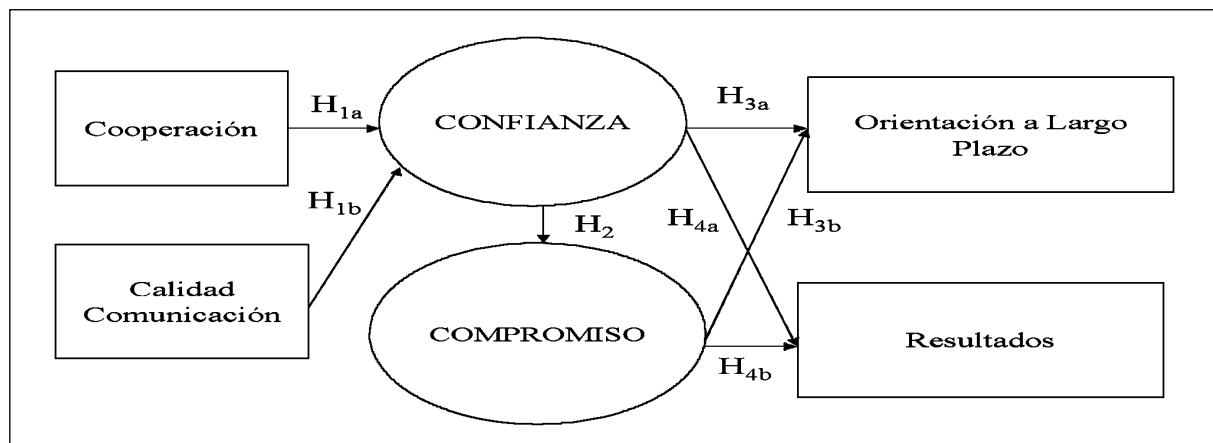 Cooperación
H1a
CONFIANZA
H3a
Orientación a Largo
Plazo
H1b
H2
H4a
H3b
Calidad
Comunicación
COMPROMISO
H4b
Resultados